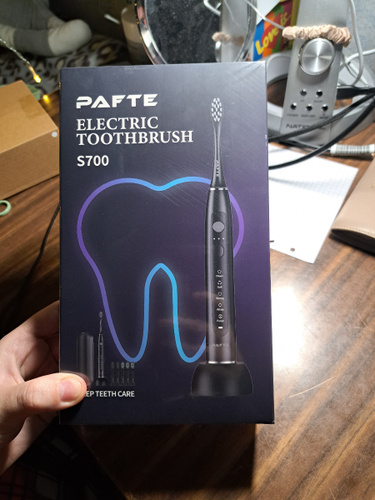 PAFTE
ELECTRIC
TOOTHBRUSH
S700
EP TEETH CARE